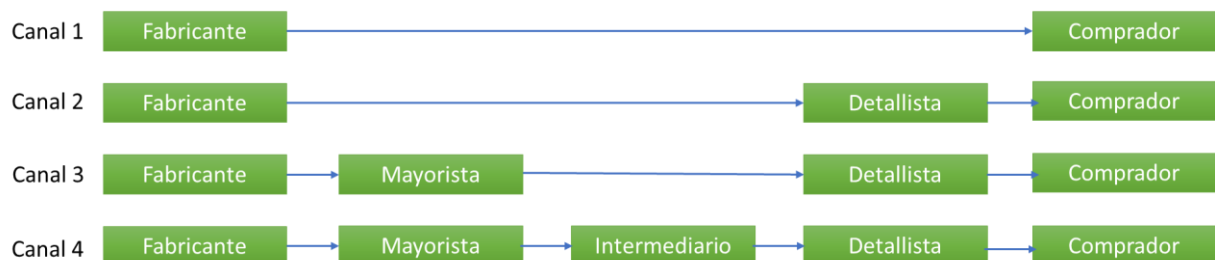 Canal 1 Fabricante Comprador
Canal 2 Fabricante Detallista Comprador
Canal 3 Fabricante Mayorista Detallista Comprador
Canal 4 Fabricante Mayorista Intermediario Detallista Comprador